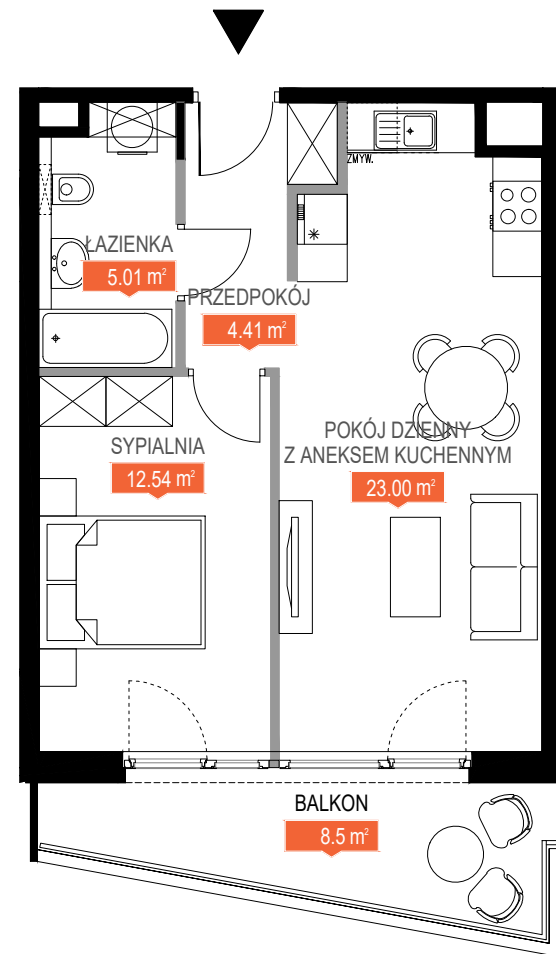 ZMYW.
ŁAZIENKA
5.01 m²
PRZEDPOKÓJ
4.41 m²
SYPIALNIA
12.54 m²
POKÓJ DZIENNY
Z ANEKSEM KUCHENNYM
23.00 m²
BALKON
8.5 m²